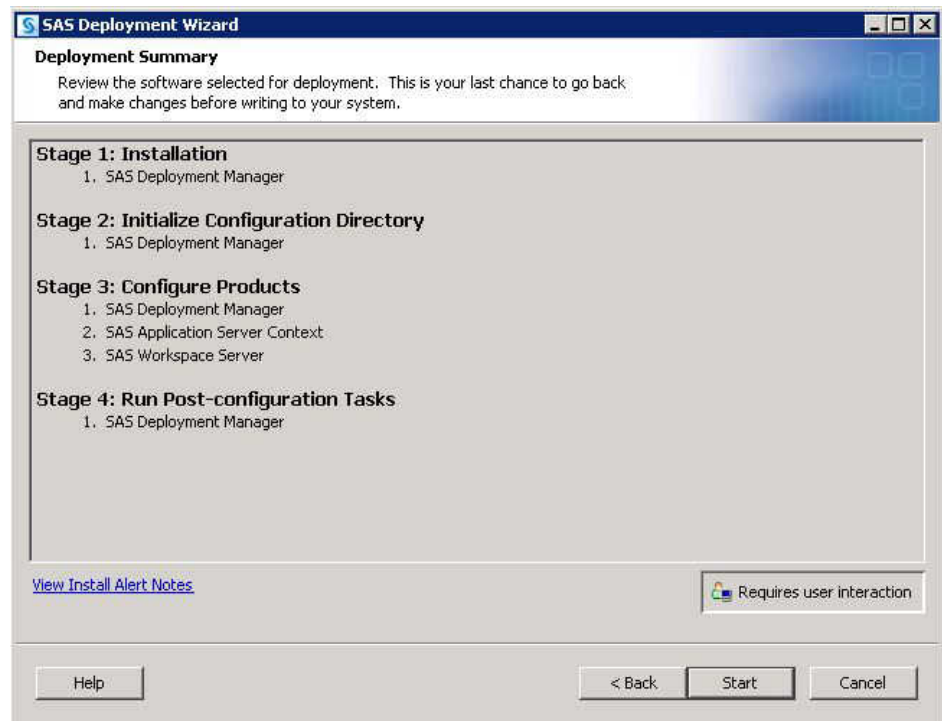 SAS Deployment Wizard
Deployment Summary
Review the software selected for deployment. This is your last chance to go back
and make changes before writing to your system.
Stage 1: Installation
1. SAS Deployment Manager
Stage 2: Initialize Configuration Directory
1. SAS Deployment Manager
Stage 3: Configure Products
1. SAS Deployment Manager
2. SAS Application Server Context
3. SAS Workspace Server
Stage 4: Run Post-configuration Tasks
1. SAS Deployment Manager
View Install Alert Notes
Requires user interaction
Help
< Back
Start
Cancel